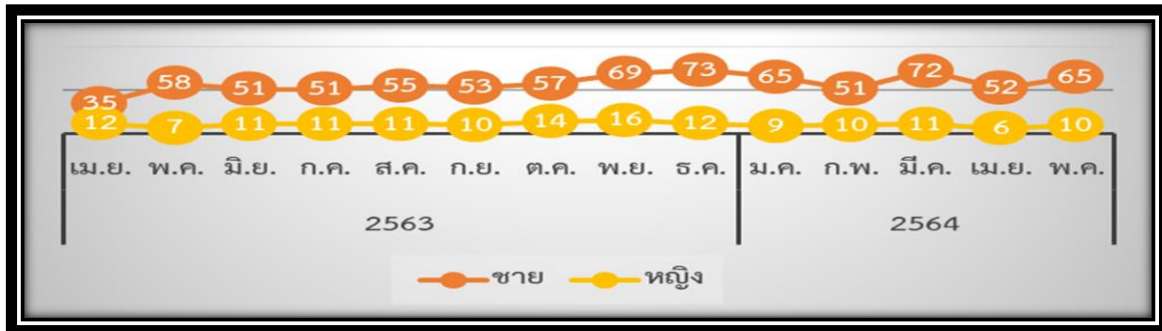 35 58 51 51 55 53 57 69 73 65 51 72 52 65
12 7 11 11 11 10 14 16 12 9 10 11 6 10
เม.ย. พ.ค. มิ.ย. ก.ค. ส.ค. ก.ย. ต.ค. พ.ย. ธ.ค. ม.ค. ก.พ. มี.ค. เม.ย. พ.ค.
2563 2564
ชาย หญิง